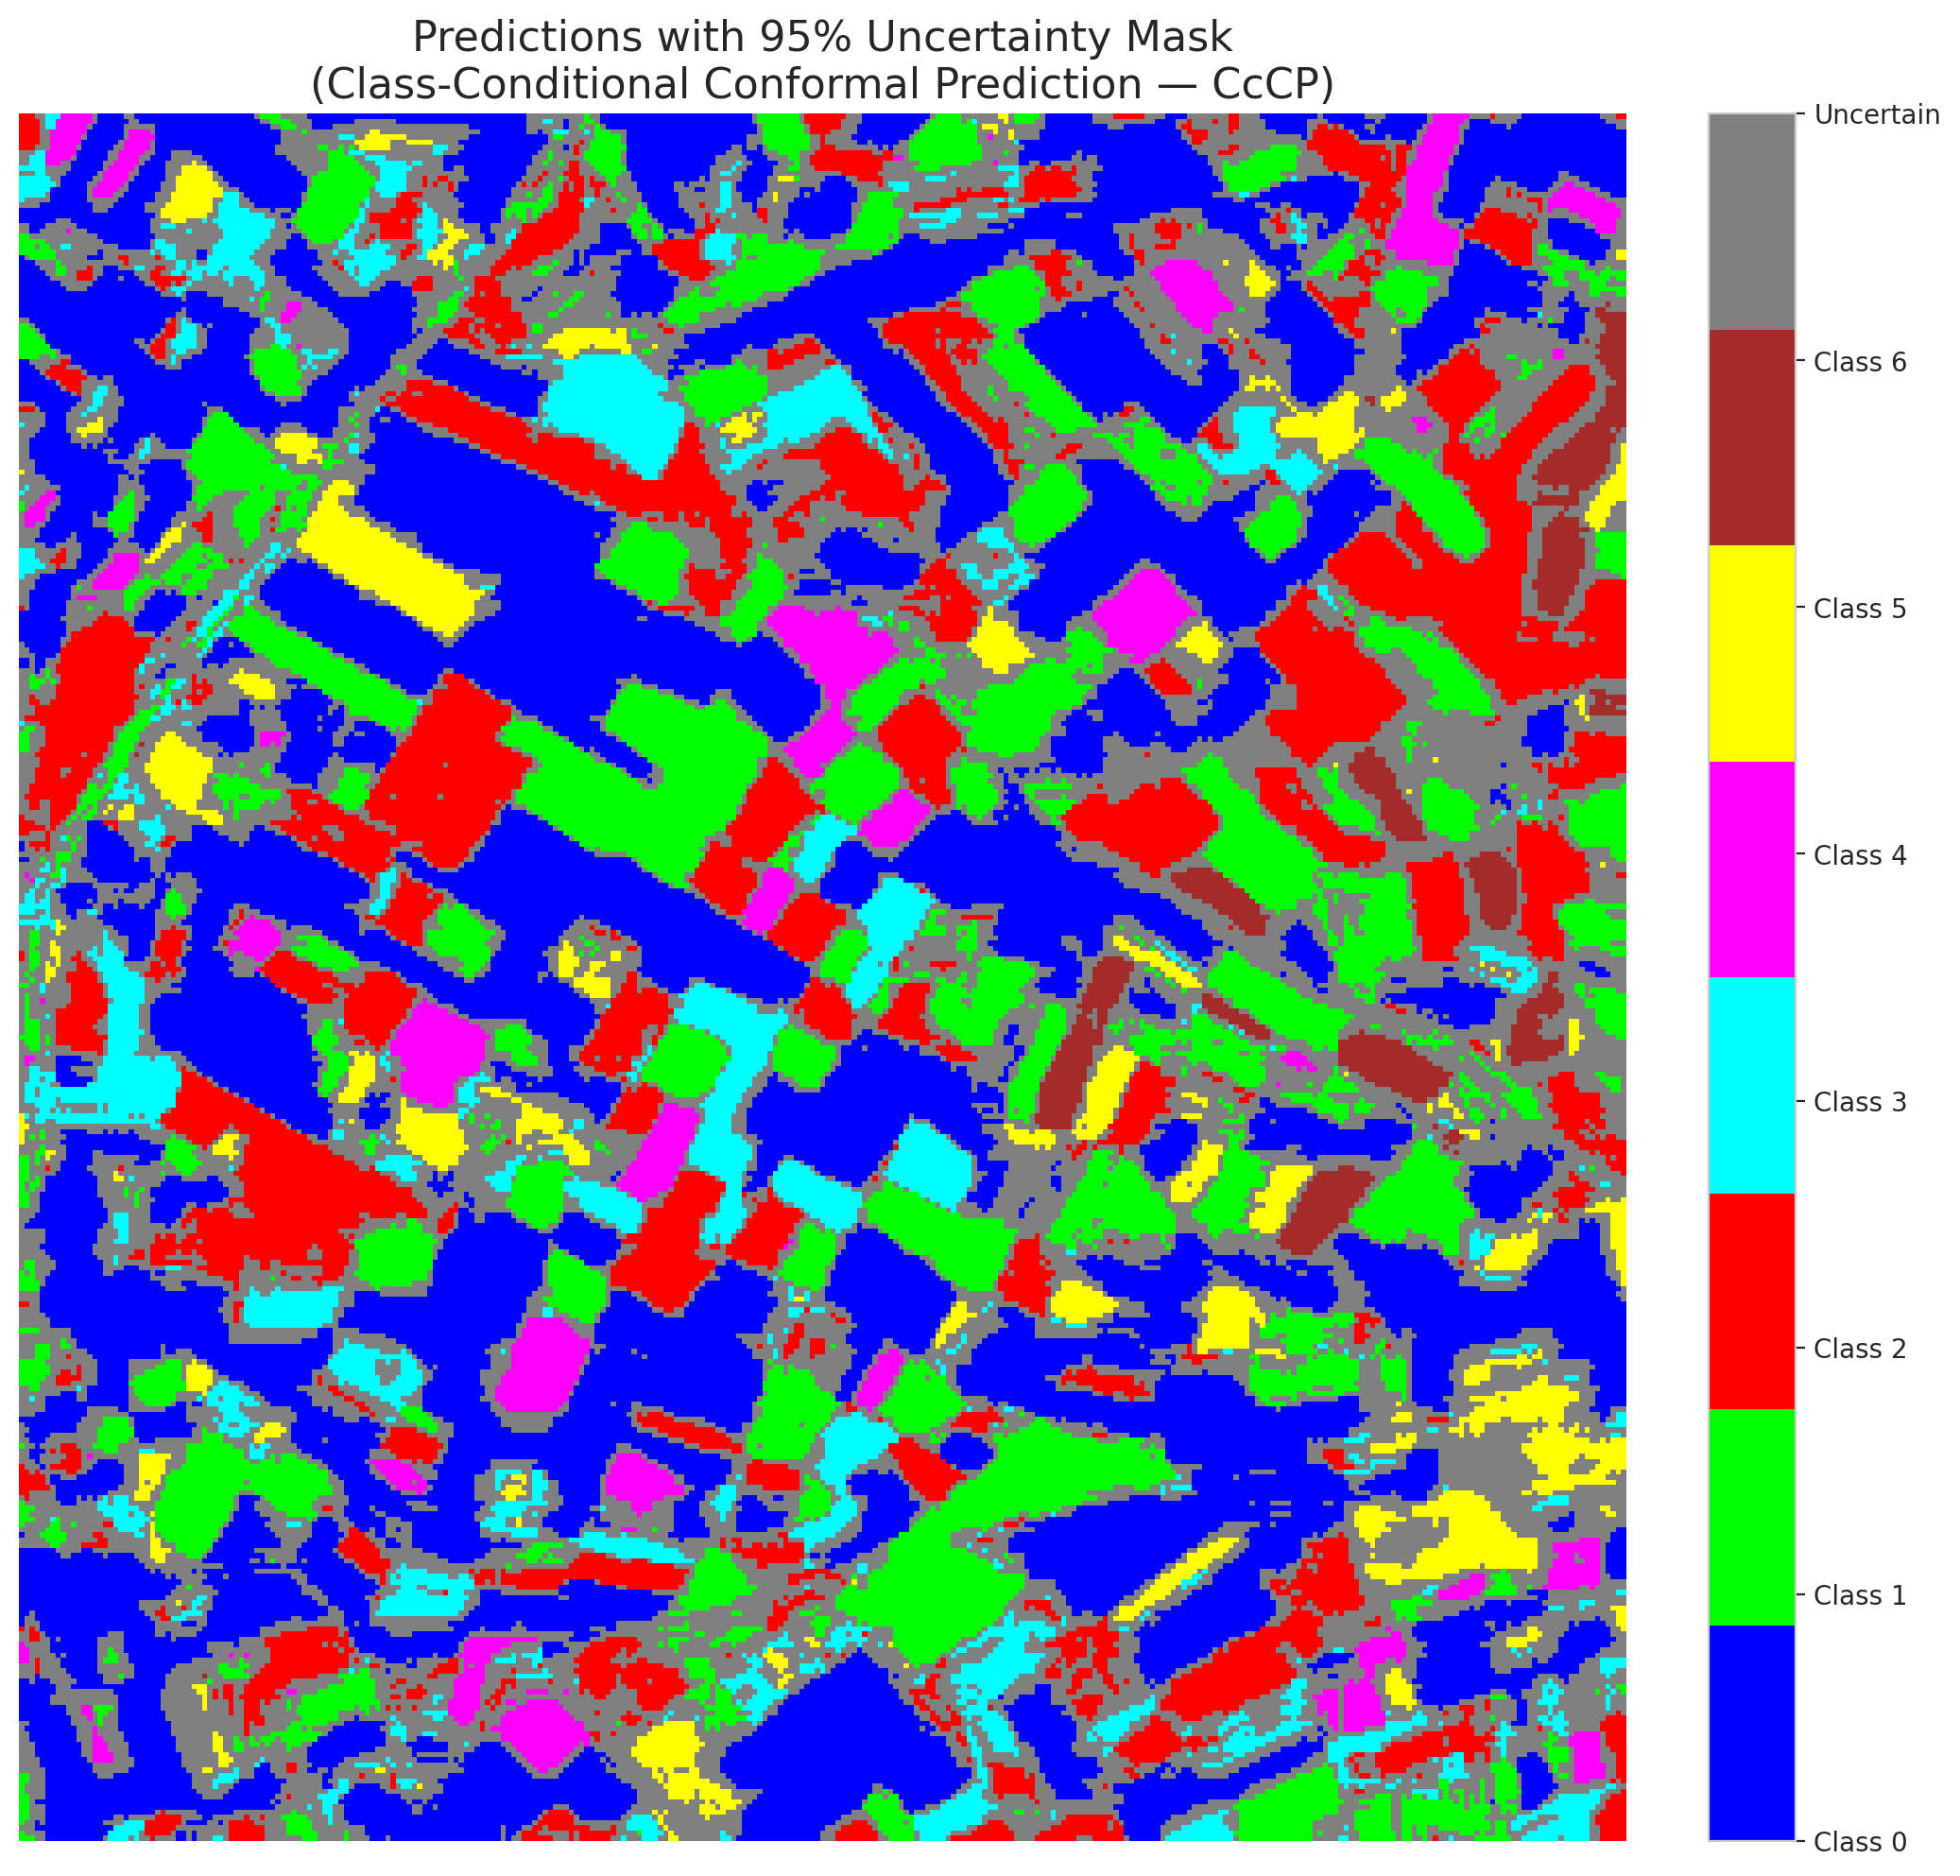 Predictions with 95% Uncertainty Mask
(Class-Conditional Conformal Prediction — CcCP)
Uncertain
Class 6
Class 5
Class 4
Class 3
Class 2
Class 1
Class 0